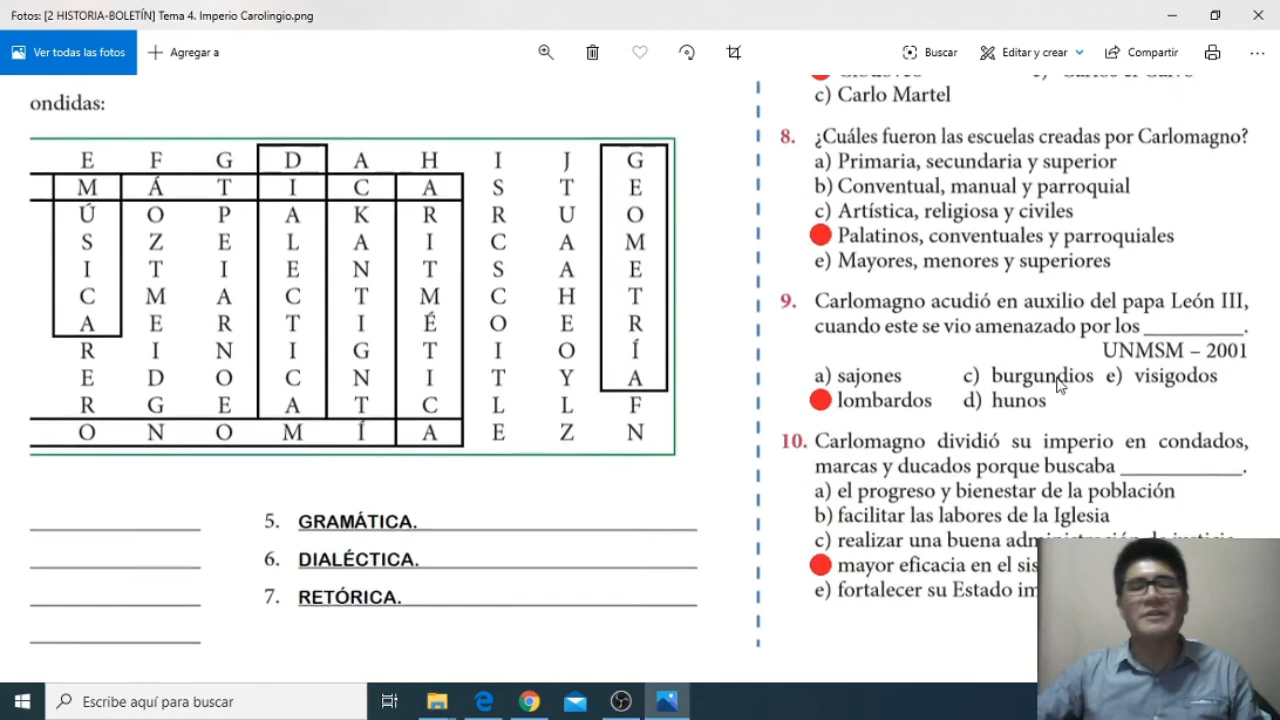 Fotos: [2 HISTORIA-BOLETÍN] Tema 4. Imperio Carolingio.png
Ver todas las fotos
Agregar a
Buscar
Editar y crear
Compartir
ondidas:
E F G D A H I J G
M Á T I C A S T E
Ú O P A K R R U O
S Z E L A I C A M
I T I E N T S A E
C M A C T M C H T
A E R T I É O E R
R I N I G T I O Í
E D O C N I T Y A
R G E A T C L L F
O N O M Í A E Z N
5. GRAMÁTICA.
6. DIALÉCTICA.
7. RETÓRICA.
c) Carlo Martel
8. ¿Cuáles fueron las escuelas creadas por Carlomagno?
a) Primaria, secundaria y superior
b) Conventual, manual y parroquial
c) Artística, religiosa y civiles
Palatinos, conventuales y parroquiales
e) Mayores, menores y superiores
9. Carlomagno acudió en auxilio del papa León III,
cuando este se vio amenazado por los __________.
UNMSM – 2001
a) sajones c) burgundios e) visigodos
lombardos d) hunos
10. Carlomagno dividió su imperio en condados,
marcas y ducados porque buscaba ____________.
a) el progreso y bienestar de la población
b) facilitar las labores de la Iglesia
c) realizar una buena
mayor eficacia en el
e) fortalecer su Estado
Escribe aquí para buscar